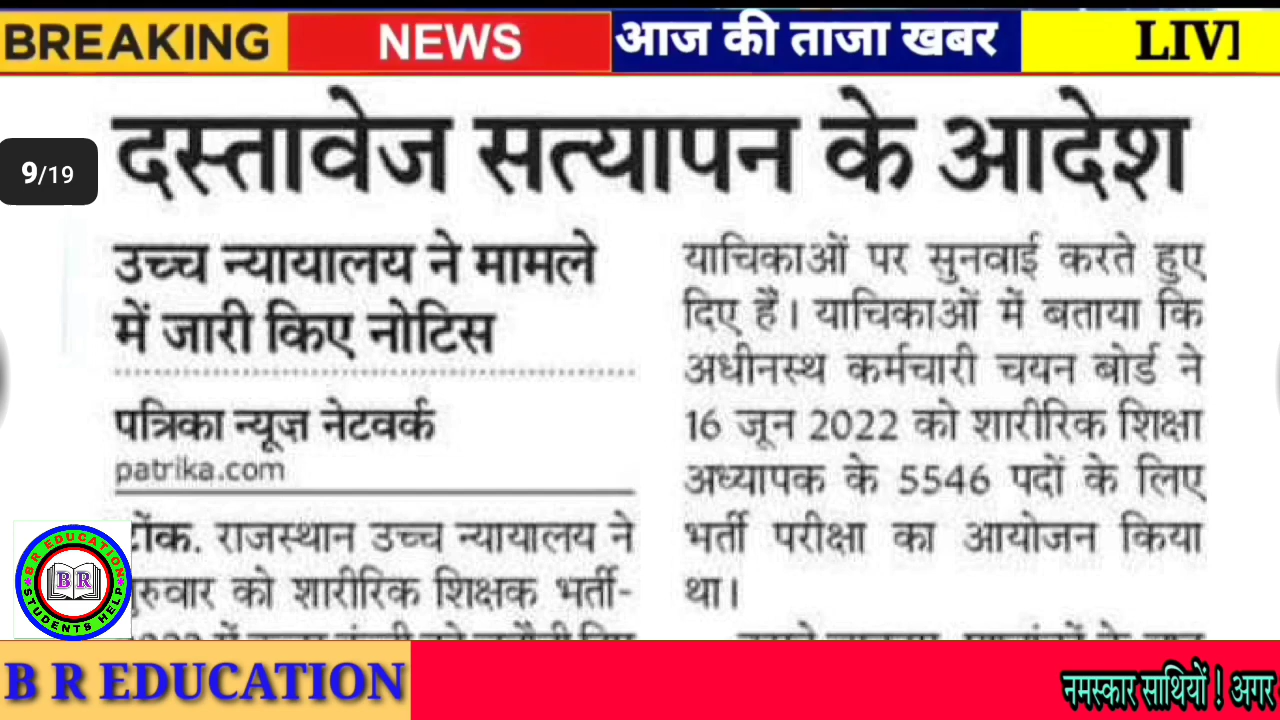 BREAKING NEWS आज की ताजा खबर LIV
दस्तावेज सत्यापन के आदेश
9/19
उच्च न्यायालय ने मामले
में जारी किए नोटिस
पत्रिका न्यूज़ नेटवर्क
patrika.com
टोंक. राजस्थान उच्च न्यायालय ने
गुरुवार को शारीरिक शिक्षक भर्ती-
याचिकाओं पर सुनवाई करते हुए
दिए हैं। याचिकाओं में बताया कि
अधीनस्थ कर्मचारी चयन बोर्ड ने
16 जून 2022 को शारीरिक शिक्षा
अध्यापक के 5546 पदों के लिए
भर्ती परीक्षा का आयोजन किया
था।
B R EDUCATION
B R
STUDENTS HELP
B R EDUCATION
नमस्कार साथियों ! अगर